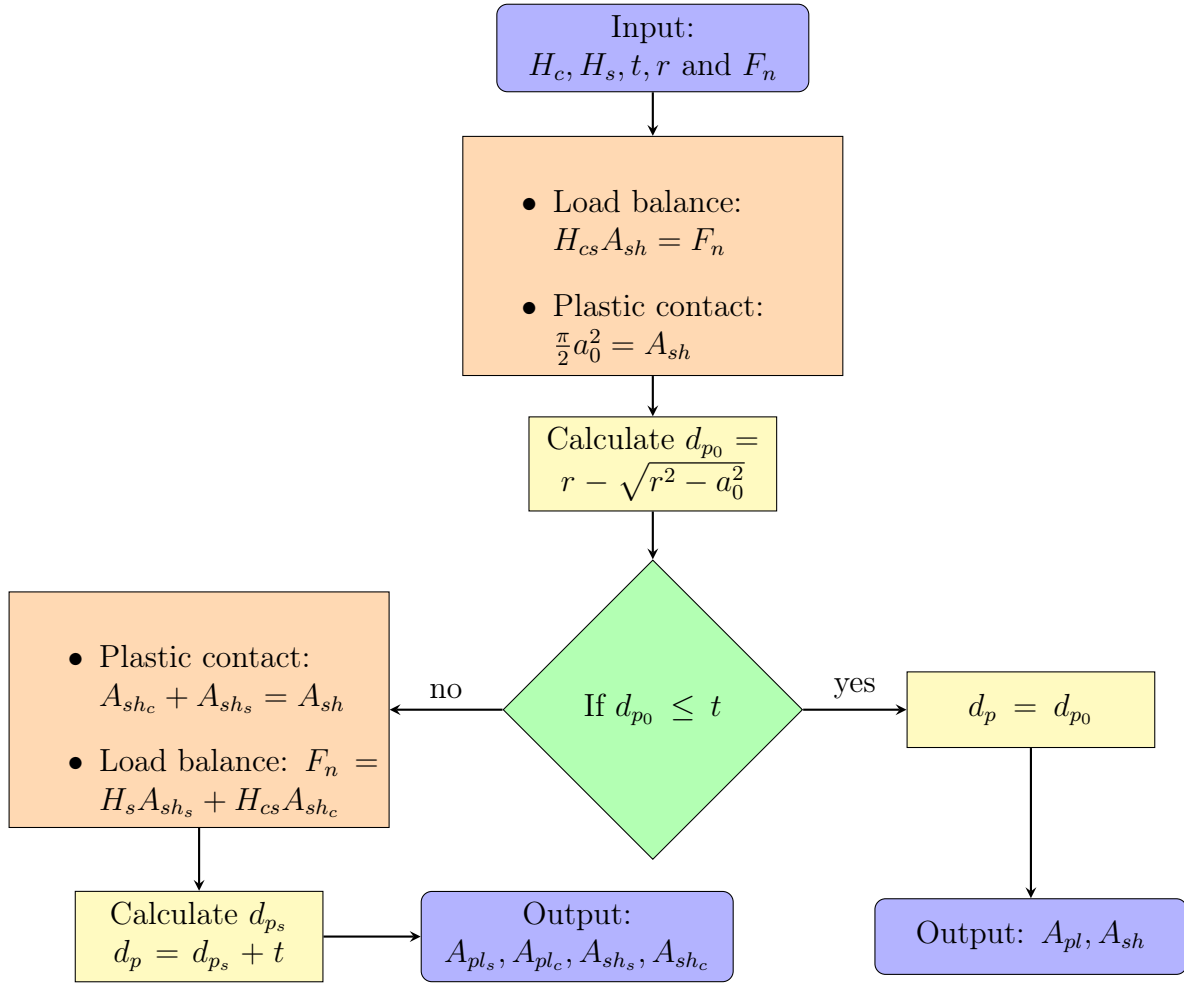 Input:
$H_c, H_s, t, r$ and $F_n$
• Load balance:
$H_{cs}A_{sh} = F_n$
• Plastic contact:
$\frac{\pi}{2}a_0^2 = A_{sh}$
Calculate $d_{p_0} =$
$r - \sqrt{r^2 - a_0^2}$
If $d_{p_0} \leq t$
no
yes
• Plastic contact:
$A_{sh_c} + A_{sh_s} = A_{sh}$
• Load balance: $F_n =$
$H_s A_{sh_s} + H_{cs} A_{sh_c}$
$d_p = d_{p_0}$
Calculate $d_{p_s}$
$d_p = d_{p_s} + t$
Output:
$A_{pl_s}, A_{pl_c}, A_{sh_s}, A_{sh_c}$
Output: $A_{pl}, A_{sh}$